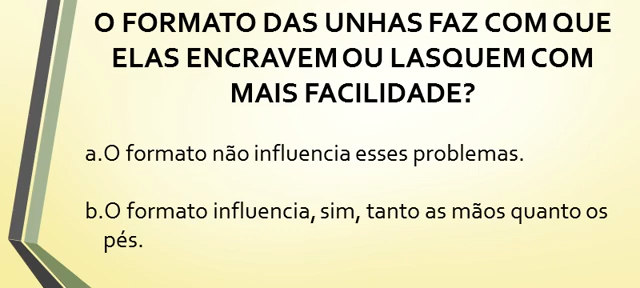 O FORMATO DAS UNHAS FAZ COM QUE
ELAS ENCRAVEM OU LASQUEM COM
MAIS FACILIDADE?
a.O formato não influencia esses problemas.
b.O formato influencia, sim, tanto as mãos quanto os
pés.